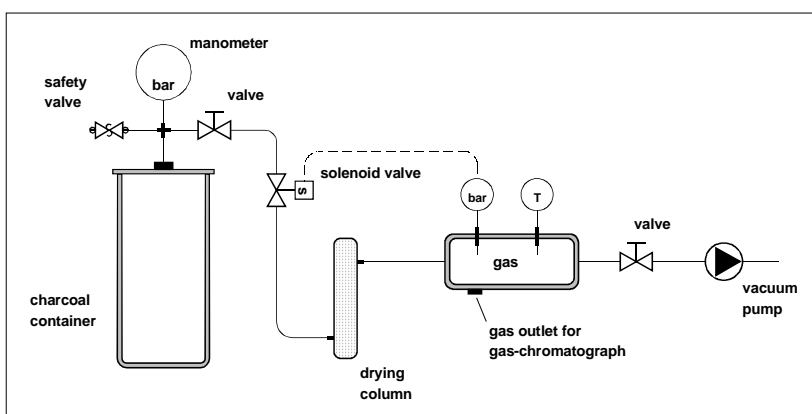 manometer
bar
safety
valve
valve
solenoid valve
s
bar
T
valve
gas
charcoal
container
vacuum
pump
gas outlet for
gas-chromatograph
drying
column